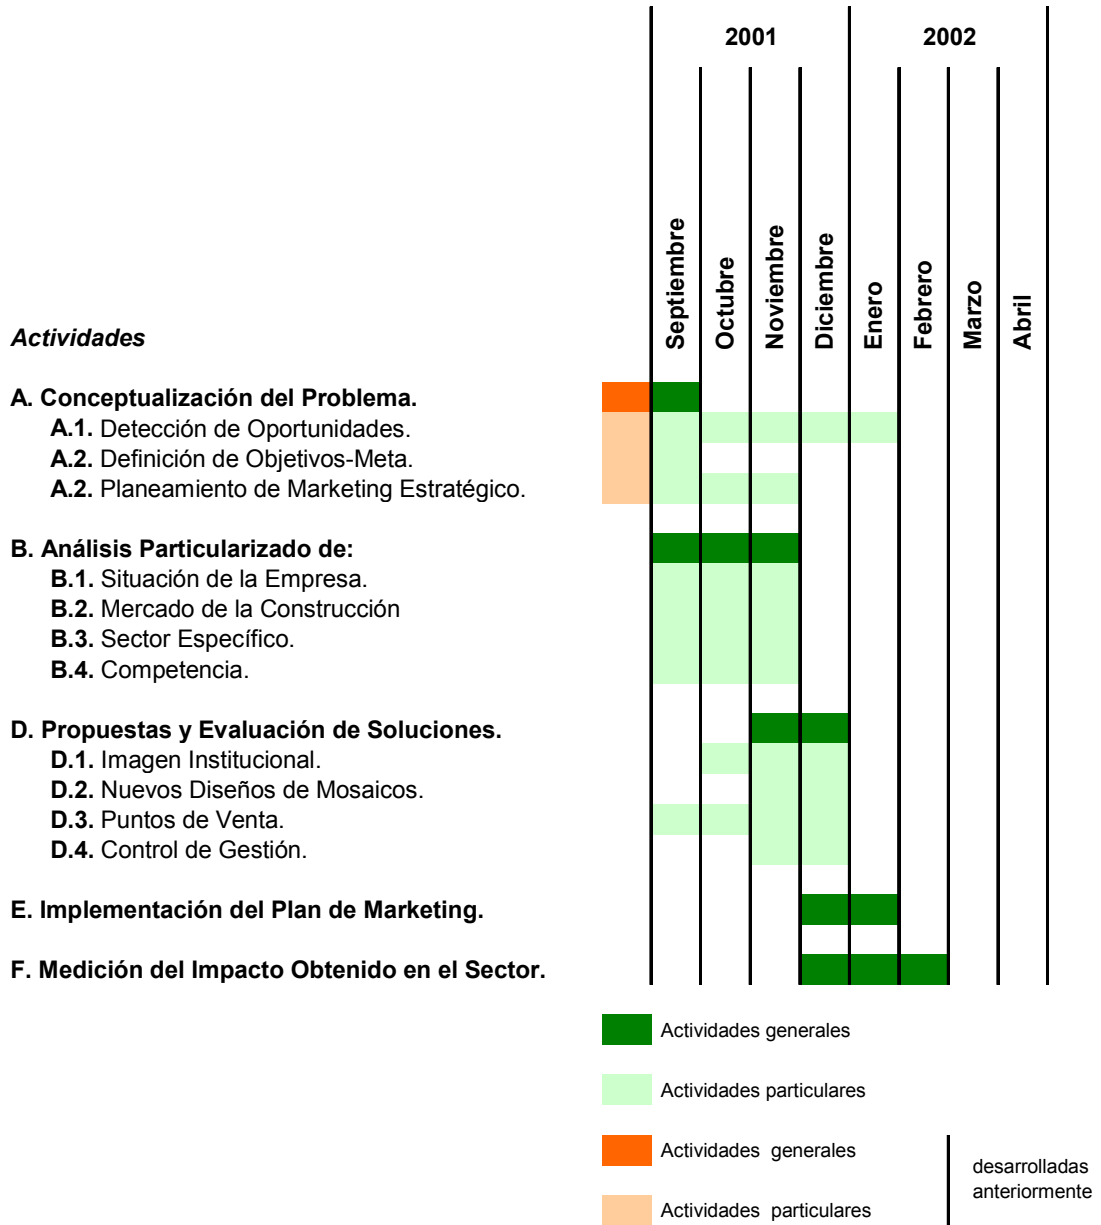 2001 2002
Septiembre Octubre Noviembre Diciembre Enero Febrero Marzo Abril
Actividades
A. Conceptualización del Problema.
A.1. Detección de Oportunidades.
A.2. Definición de Objetivos-Meta.
A.2. Planeamiento de Marketing Estratégico.
B. Análisis Particularizado de:
B.1. Situación de la Empresa.
B.2. Mercado de la Construcción
B.3. Sector Específico.
B.4. Competencia.
D. Propuestas y Evaluación de Soluciones.
D.1. Imagen Institucional.
D.2. Nuevos Diseños de Mosaicos.
D.3. Puntos de Venta.
D.4. Control de Gestión.
E. Implementación del Plan de Marketing.
F. Medición del Impacto Obtenido en el Sector.
Actividades generales
Actividades particulares
Actividades generales
Actividades particulares
desarrolladas
anteriormente